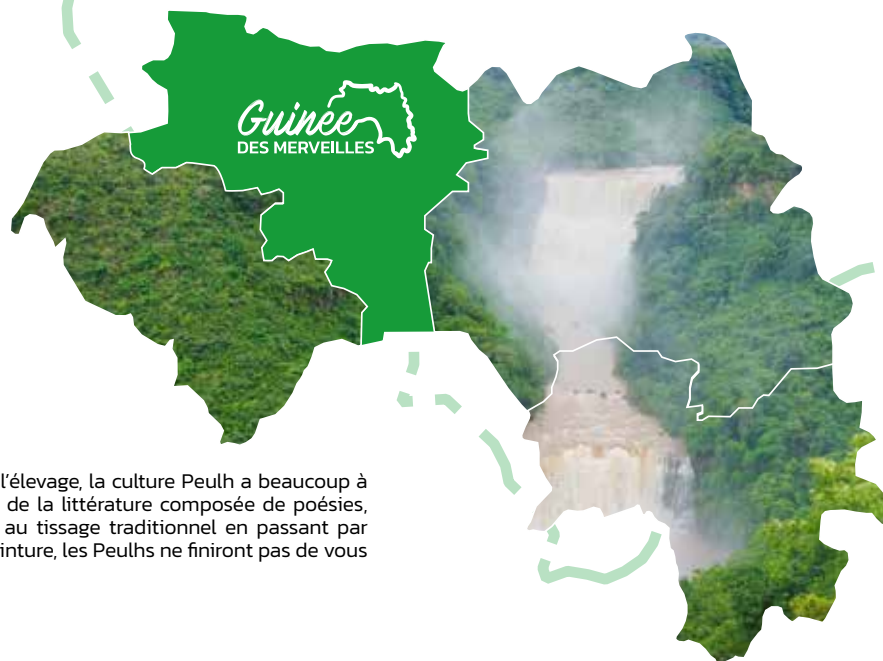 Guinée
DES MERVEILLES
l'élevage, la culture Peulh a beaucoup à
de la littérature composée de poésies,
au tissage traditionnel en passant par
les Peulhs ne finiront pas de vous